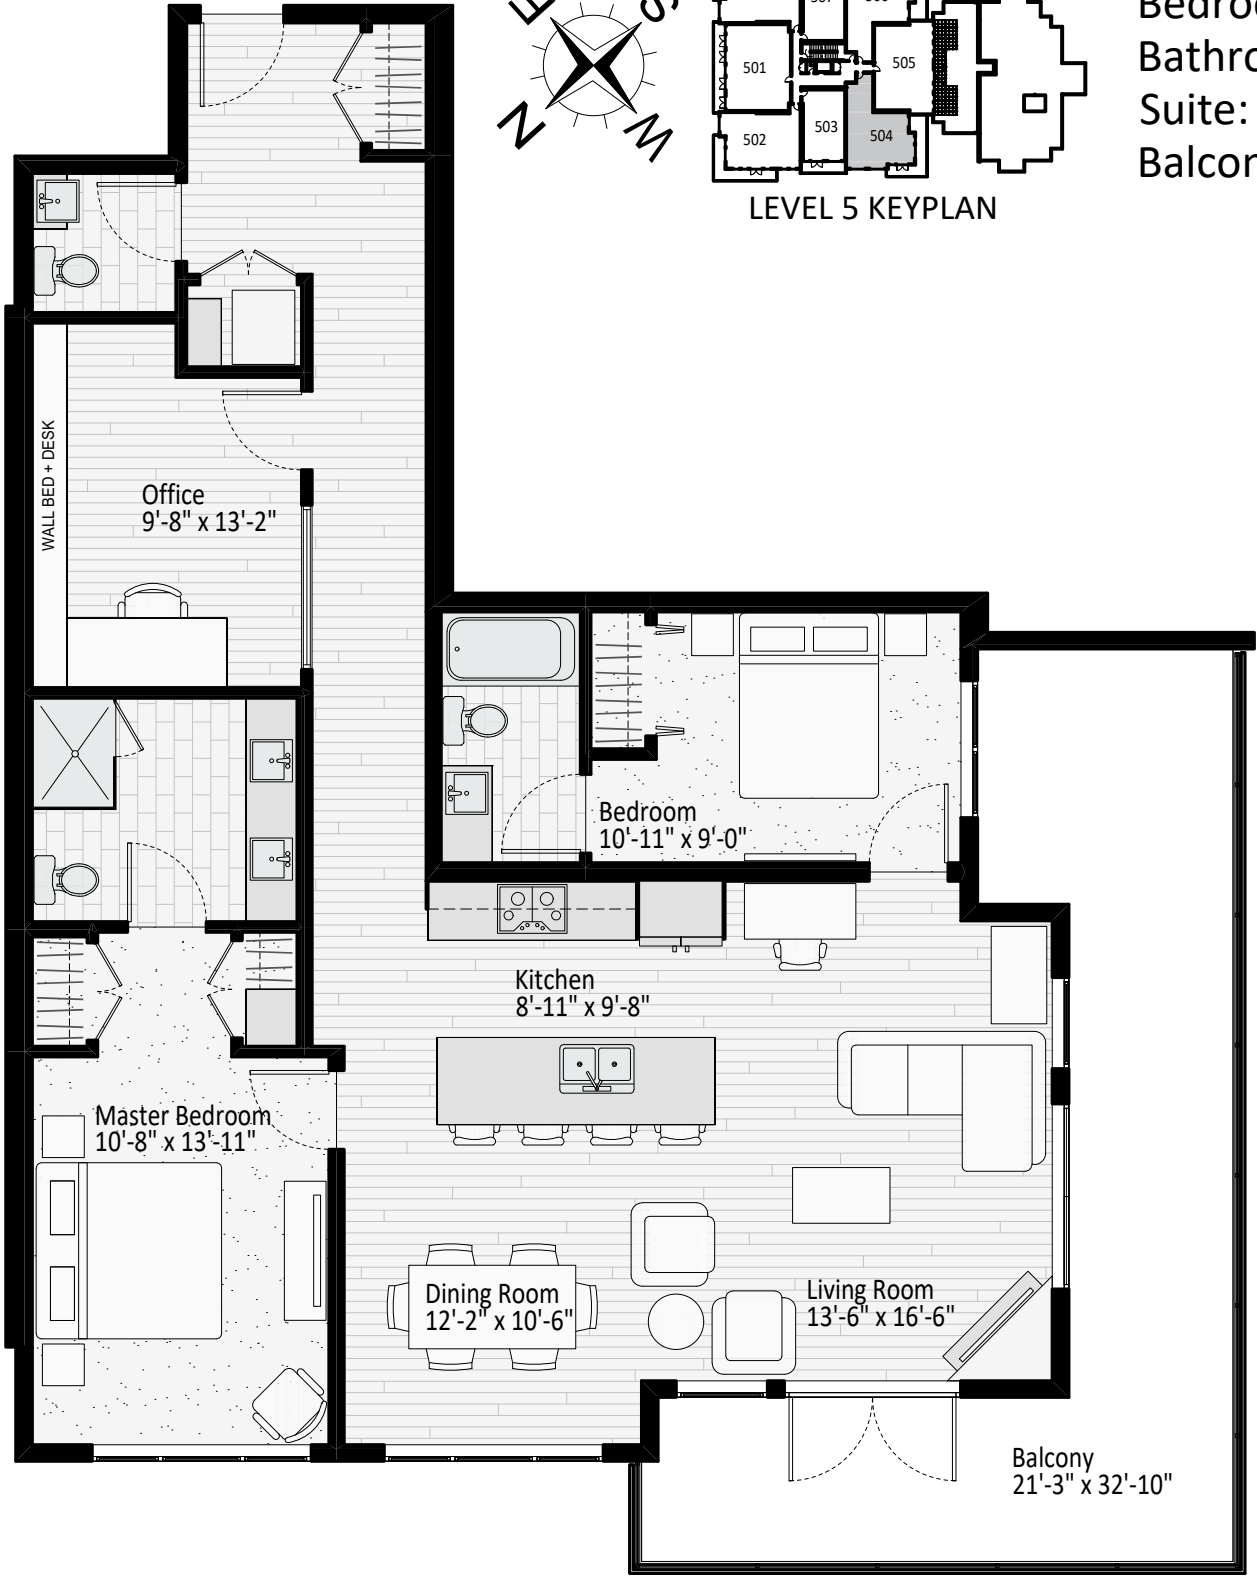 E
S
N
W
501
502
503
504
505
LEVEL 5 KEYPLAN
Suite:
WALL BED + DESK
Office
9'-8" x 13'-2"
Bedroom
10'-11" x 9'-0"
Kitchen
8'-11" x 9'-8"
Master Bedroom
10'-8" x 13'-11"
Dining Room
12'-2" x 10'-6"
Living Room
13'-6" x 16'-6"
Balcony
21'-3" x 32'-10"